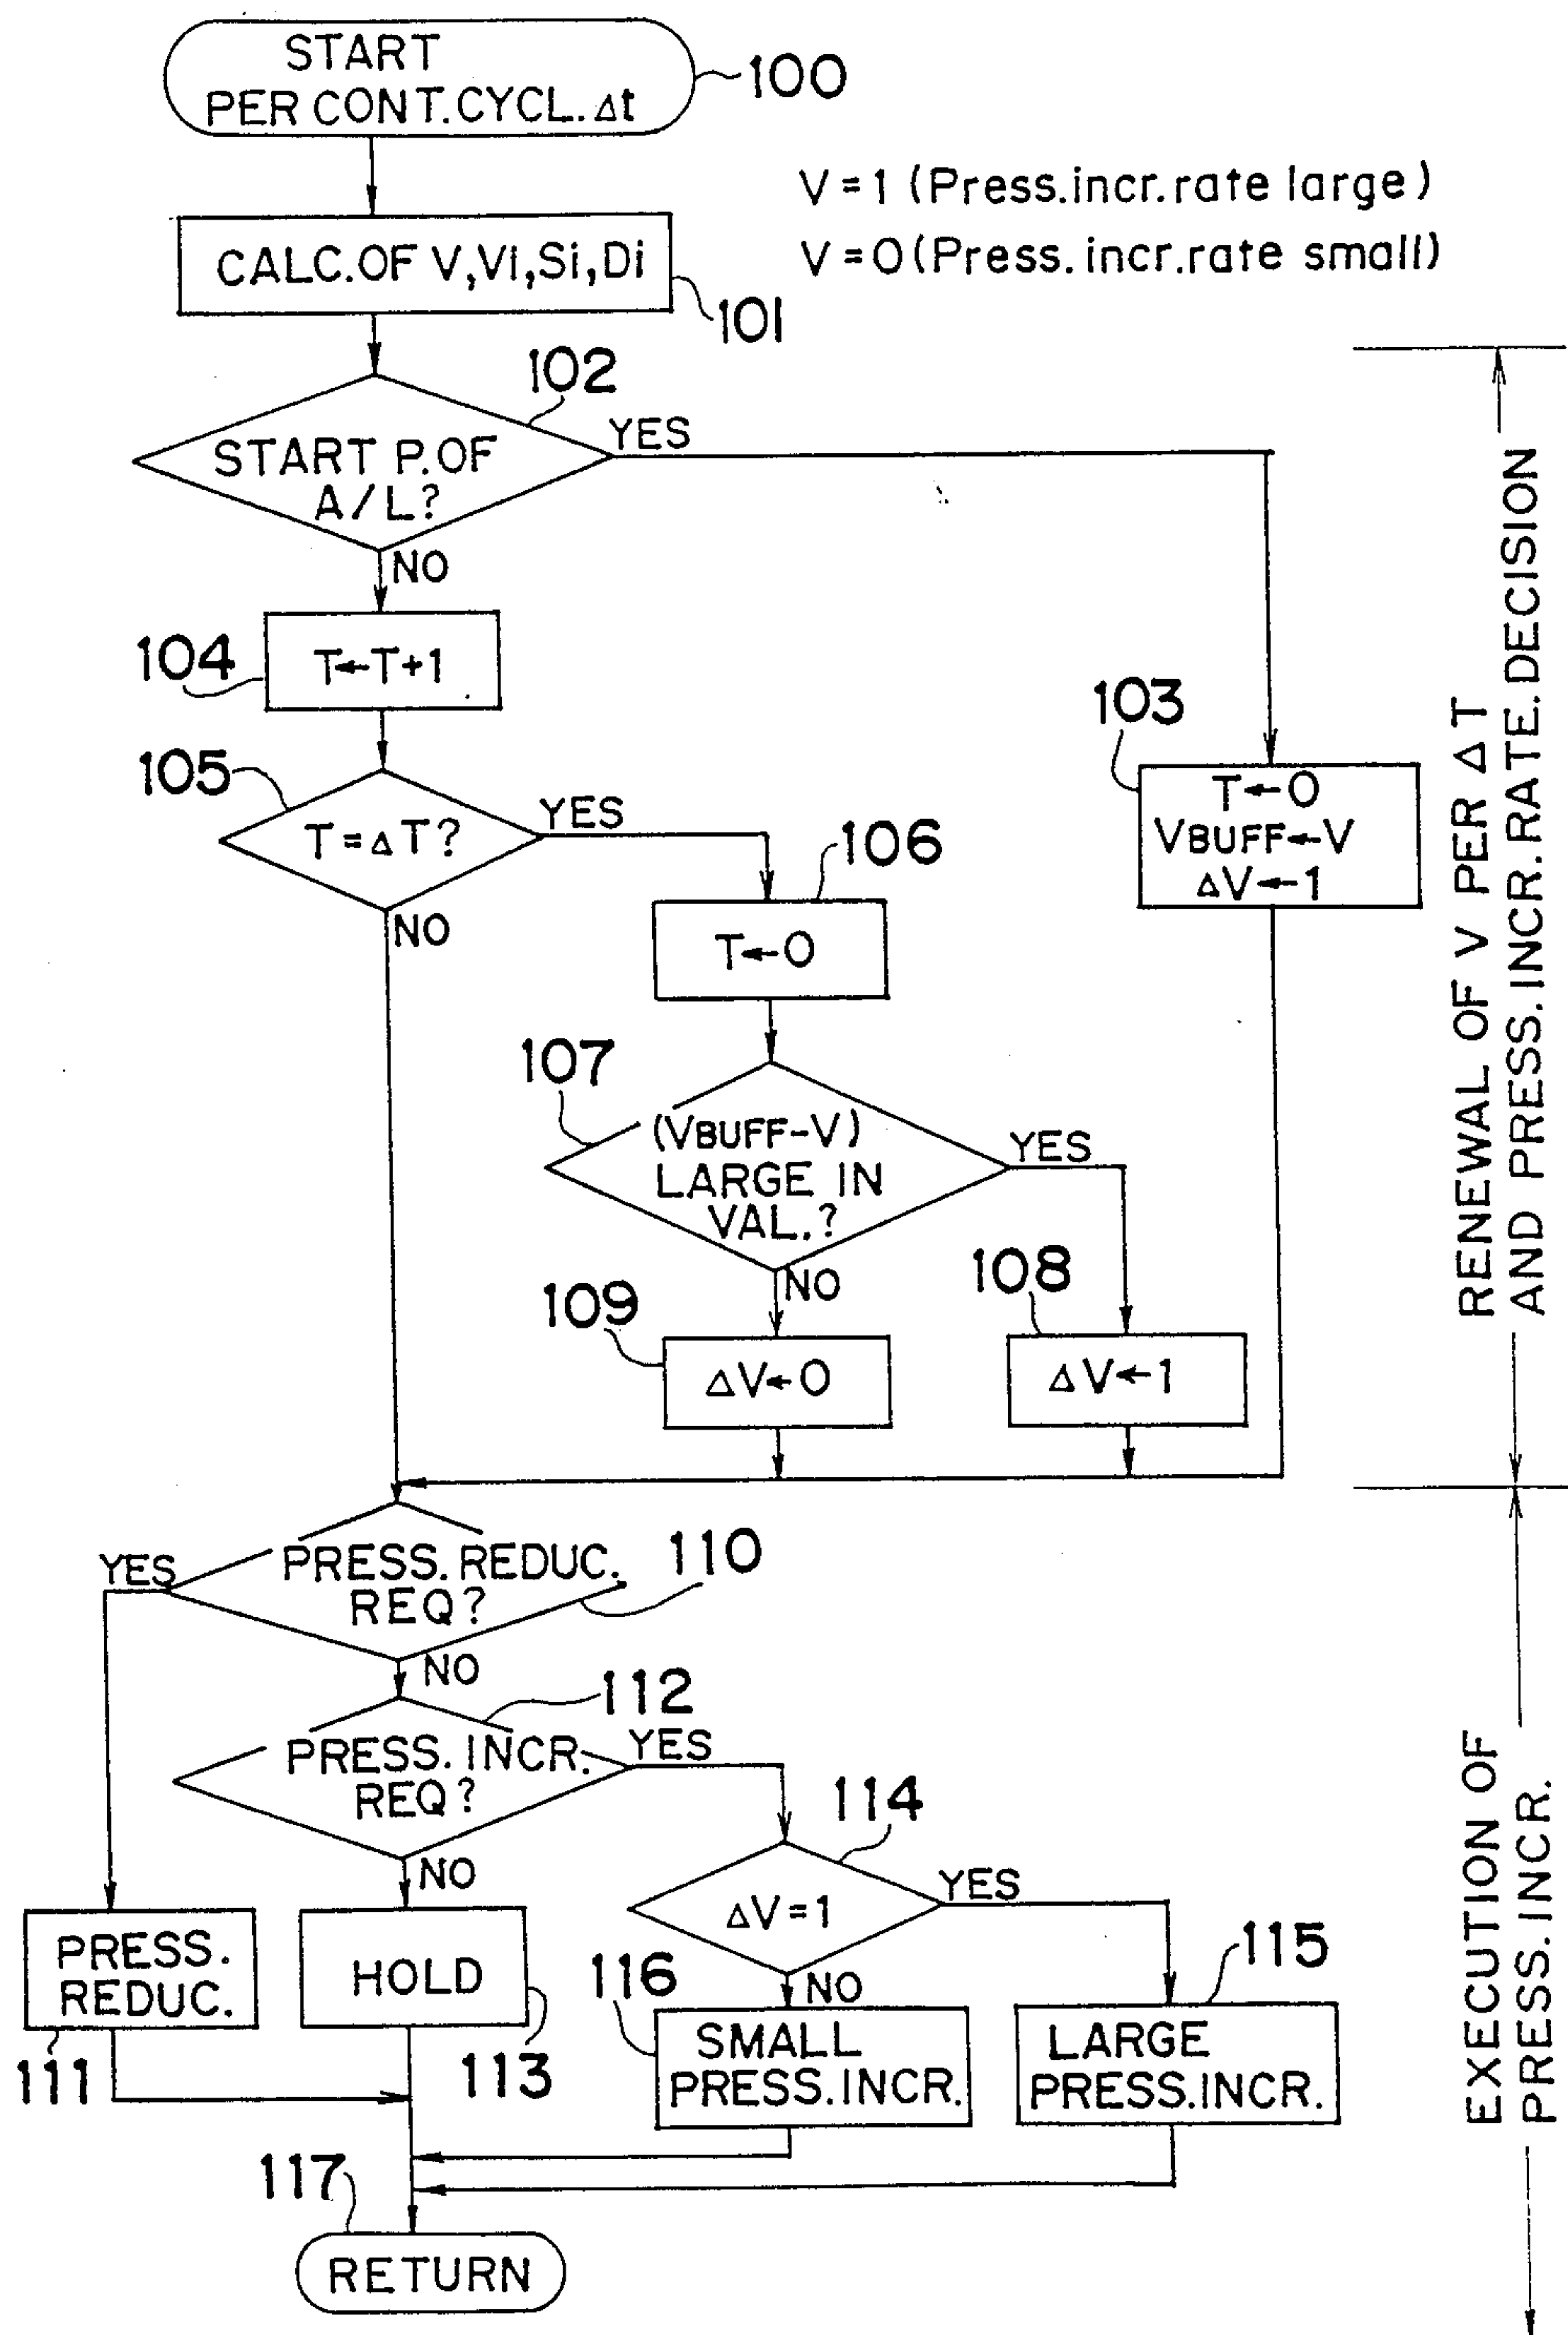 START
PER CONT.CYCL. Δt
100
V=1 (Press.incr.rate large)
V=0 (Press.incr.rate small)
CALC.OF V,Vi,Si,Di
101
102
START P.OF
A/L?
YES
NO
104
T←T+1
103
T←0
VBUFF←V
ΔV←1
105
T=ΔT?
YES
NO
106
T←0
107
(VBUFF-V)
LARGE IN
VAL.?
YES
NO
109
ΔV←0
108
ΔV←1
RENEWAL OF V PER ΔT
AND PRESS.INCR.RATE.DECISION
110
PRESS.REDUC.
REQ?
YES
NO
112
PRESS.INCR.
REQ?
YES
NO
114
ΔV=1
YES
NO
PRESS.
REDUC.
111
HOLD
113
116
SMALL
PRESS.INCR.
115
LARGE
PRESS.INCR.
117
RETURN
EXECUTION OF
PRESS.INCR.